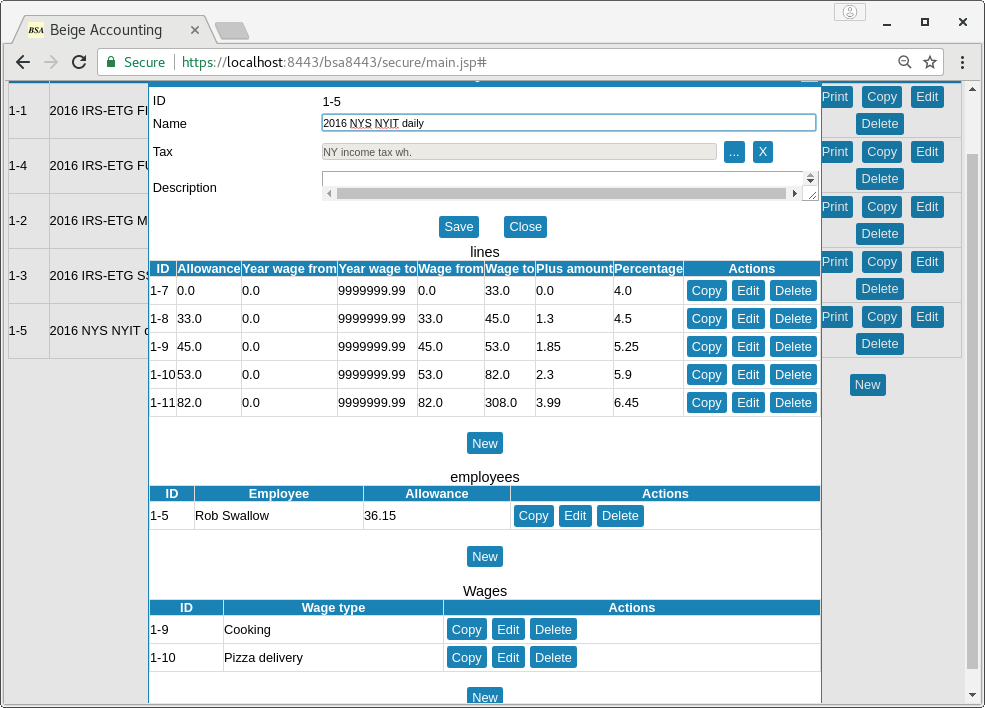 BSA Beige Accounting
Secure https://localhost:8443/bsa8443/secure/main.jsp#
1-1 2016 IRS-ETG Print Copy Edit
Delete
1-4 2016 IRS-ETG Print Copy Edit
Delete
1-2 2016 IRS-ETG Print Copy Edit
Delete
1-3 2016 IRS-ETG Print Copy Edit
Delete
1-5 2016 NYS NYIT Print Copy Edit
Delete
New
ID 1-5
Name 2016 NYS NYIT daily
Tax NY income tax wh. ... X
Description
Save Close
lines
ID Allowance Year wage from Year wage to Wage from Wage to Plus amount Percentage Actions
1-7 0.0 0.0 9999999.99 0.0 33.0 0.0 4.0 Copy Edit Delete
1-8 33.0 0.0 9999999.99 33.0 45.0 1.3 4.5 Copy Edit Delete
1-9 45.0 0.0 9999999.99 45.0 53.0 1.85 5.25 Copy Edit Delete
1-10 53.0 0.0 9999999.99 53.0 82.0 2.3 5.9 Copy Edit Delete
1-11 82.0 0.0 9999999.99 82.0 308.0 3.99 6.45 Copy Edit Delete
New
employees
ID Employee Allowance Actions
1-5 Rob Swallow 36.15 Copy Edit Delete
New
Wages
ID Wage type Actions
1-9 Cooking Copy Edit Delete
1-10 Pizza delivery Copy Edit Delete
New